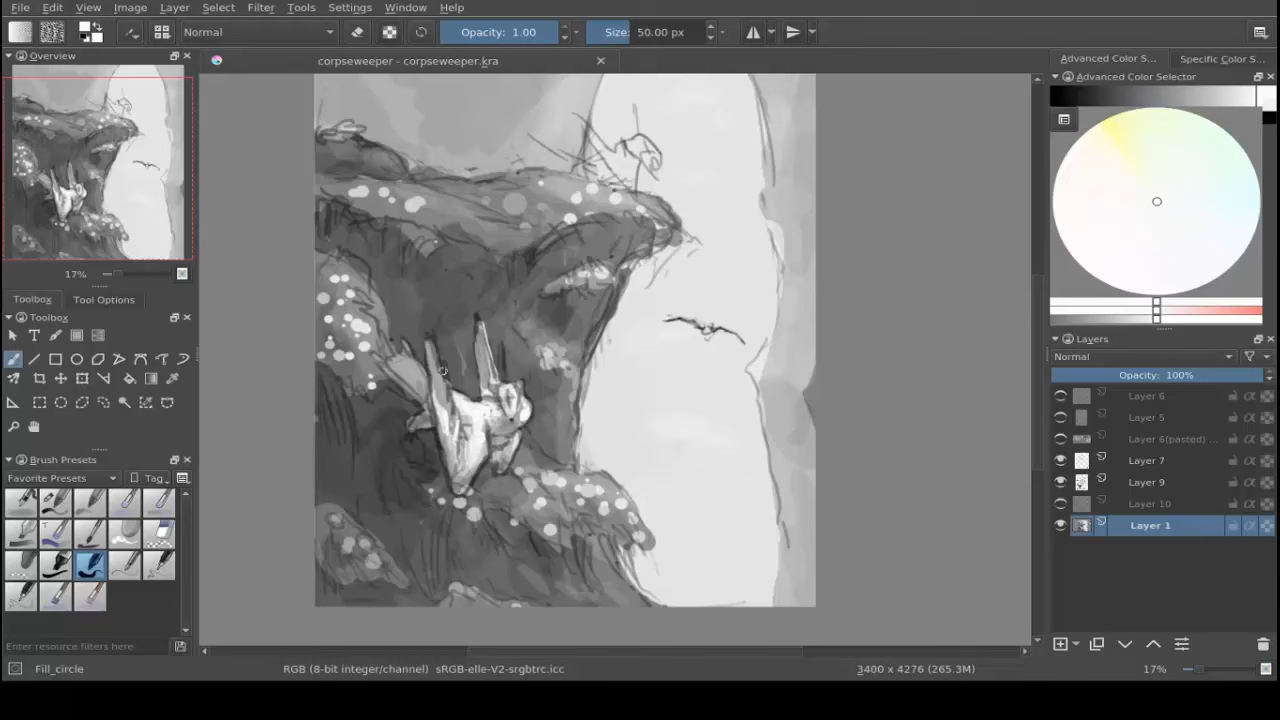 File Edit View Image Layer Select Filter Tools Settings Window Help
Normal Opacity: 1.00 Size: 50.00 px
Overview
corpseweeper - corpseweeper.kra
Advanced Color S... Specific Color S...
Advanced Color Selector
17%
Toolbox Tool Options
Toolbox
Layers
Normal
Opacity: 100%
Layer 6
Layer 5
Layer 6(pasted) ...
Layer 7
Layer 9
Layer 10
Layer 1
Brush Presets
Favorite Presets Tag
Enter resource filters here
Fill_circle
RGB (8-bit integer/channel) sRGB-elle-V2-srgbtrc.icc
3400 x 4276 (265.3M)
17%